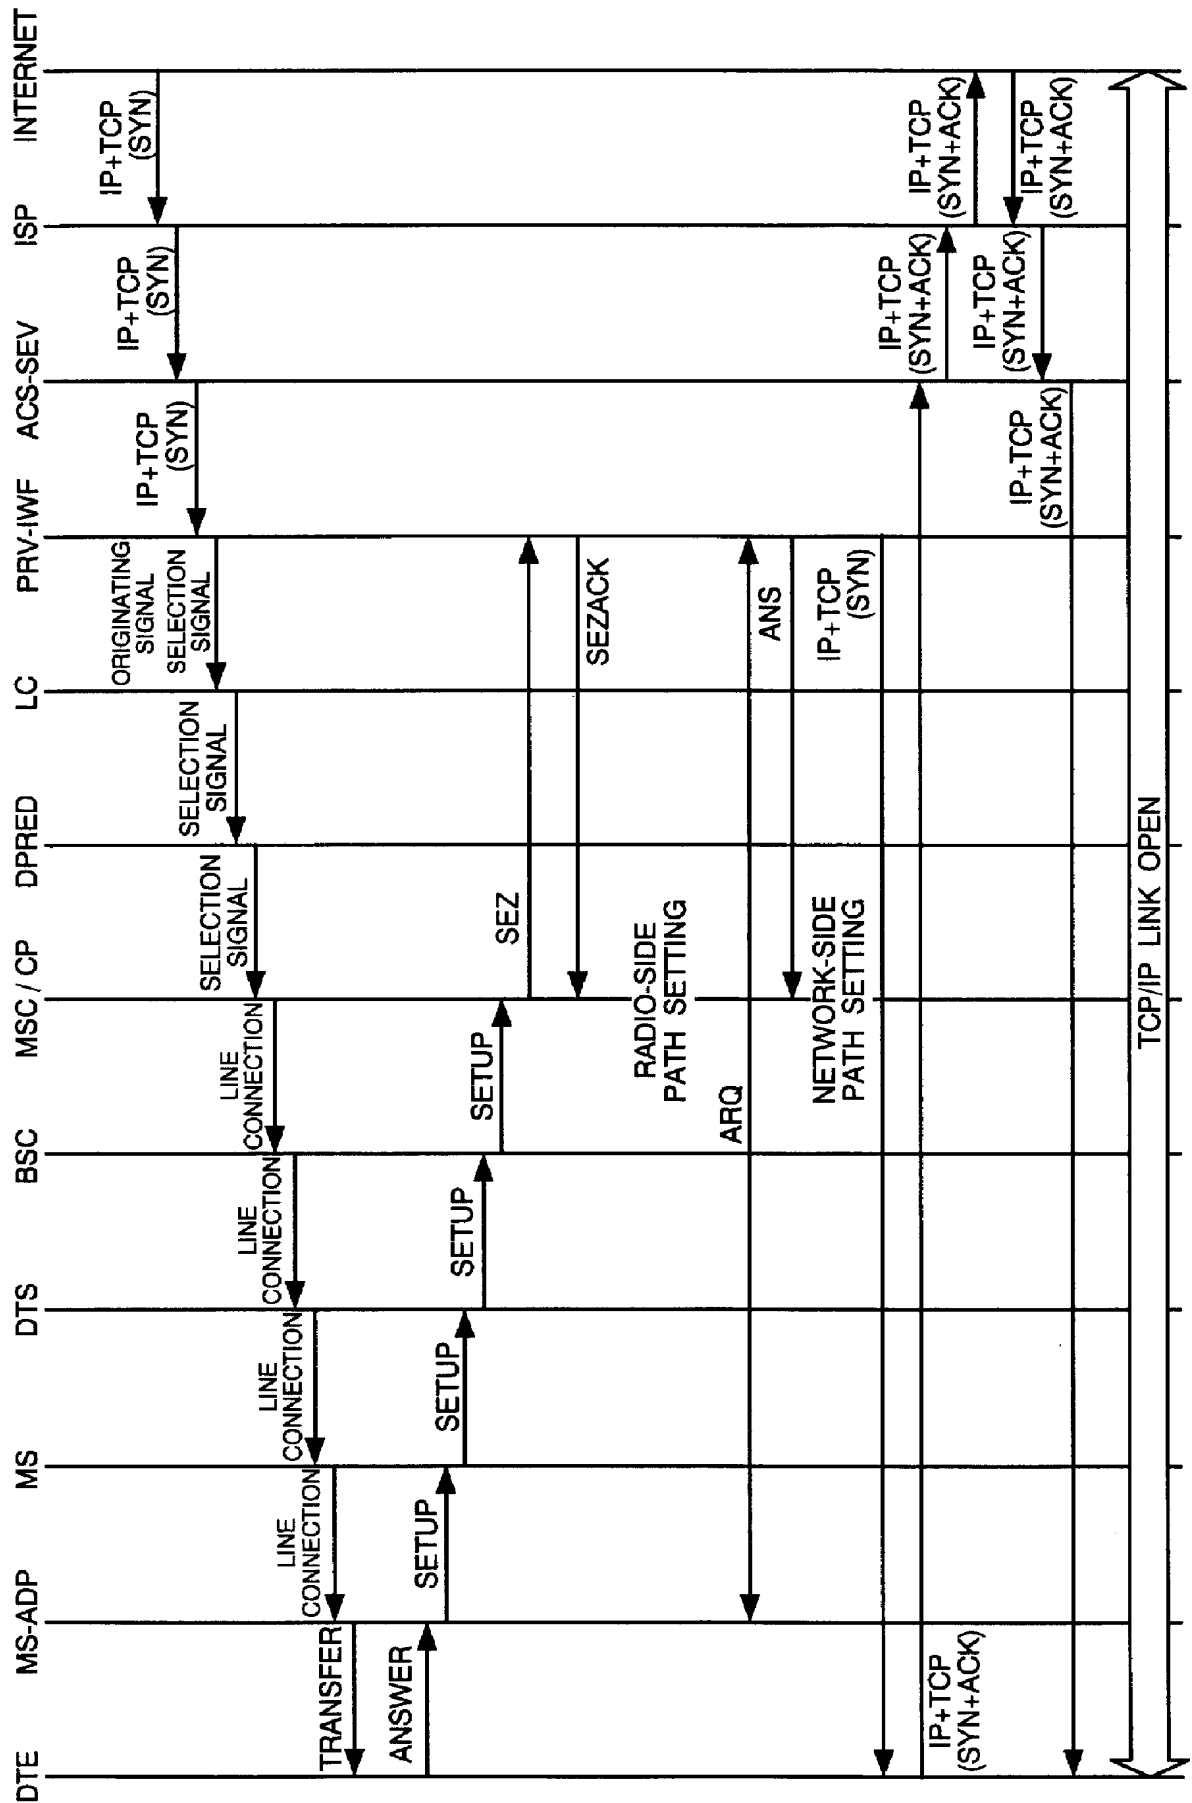 DTE
MS-ADP
MS
DTS
BSC
MSC / CP
DPRED
LC
PRV-IWF
ACS-SEV
ISP
INTERNET
IP+TCP
(SYN)
IP+TCP
(SYN)
IP+TCP
(SYN)
ORIGINATING
SIGNAL
SELECTION
SIGNAL
SELECTION
SIGNAL
SELECTION
SIGNAL
LINE
CONNECTION
LINE
CONNECTION
LINE
CONNECTION
LINE
CONNECTION
TRANSFER
ANSWER
SETUP
SETUP
SETUP
SETUP
SEZ
SEZACK
RADIO-SIDE
PATH SETTING
ARQ
ANS
NETWORK-SIDE
PATH SETTING
IP+TCP
(SYN)
IP+TCP
(SYN+ACK)
IP+TCP
(SYN+ACK)
IP+TCP
(SYN+ACK)
IP+TCP
(SYN+ACK)
IP+TCP
(SYN+ACK)
IP+TCP
(SYN+ACK)
TCP/IP LINK OPEN